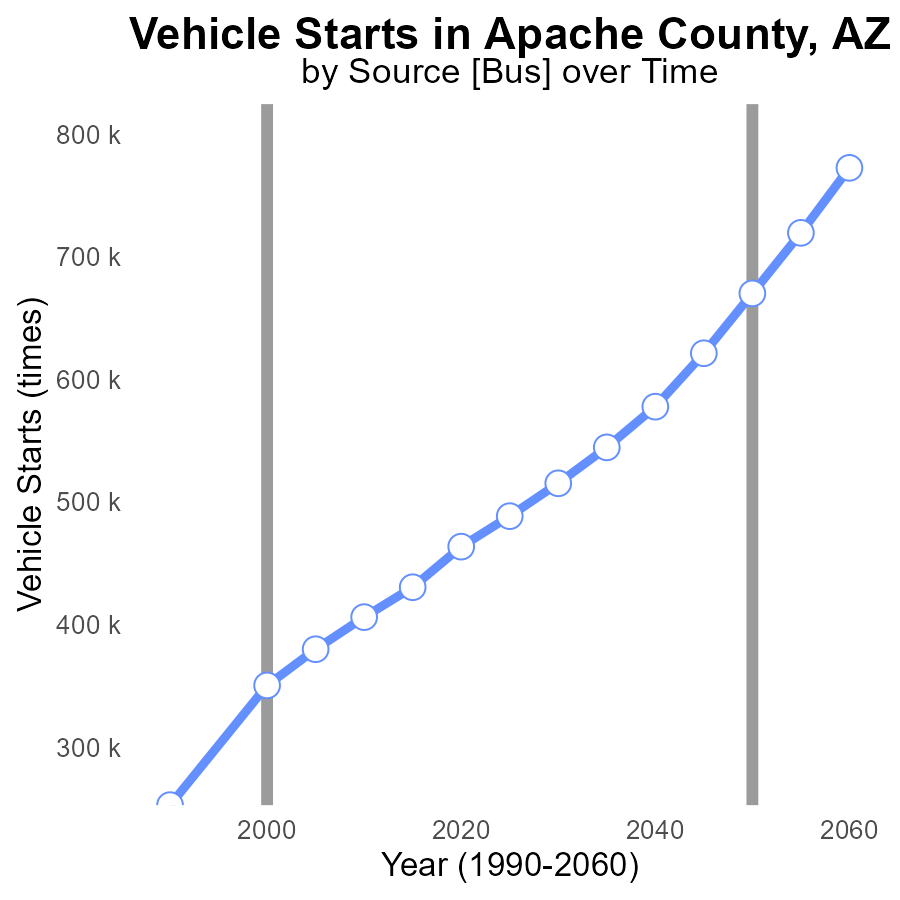 Vehicle Starts in Apache County, AZ
by Source [Bus] over Time
Vehicle Starts (times)
800 k
700 k
600 k
500 k
400 k
300 k
2000 2020 2040 2060
Year (1990-2060)